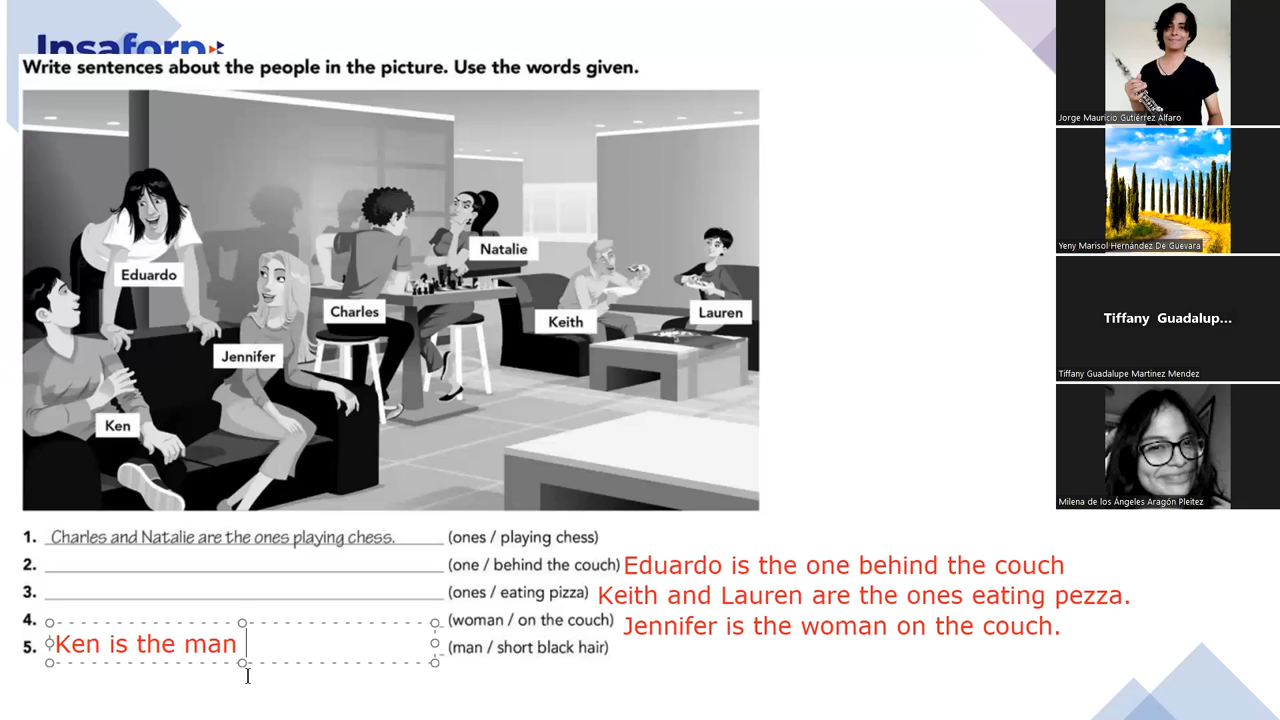 Insaforp
Write sentences about the people in the picture. Use the words given.
Eduardo
Natalie
Charles
Keith
Lauren
Jennifer
Ken
1. Charles and Natalie are the ones playing chess. (ones / playing chess)
2. (one / behind the couch) Eduardo is the one behind the couch
3. (ones / eating pizza) Keith and Lauren are the ones eating pezza.
4. (woman / on the couch) Jennifer is the woman on the couch.
5. Ken is the man (man / short black hair)
Jorge Mauricio Gutiérrez Alfaro
Yeny Marisol Hernández De Guevara
Tiffany Guadalup...
Tiffany Guadalupe Martinez Mendez
Milena de los Ángeles Aragón Pleitez